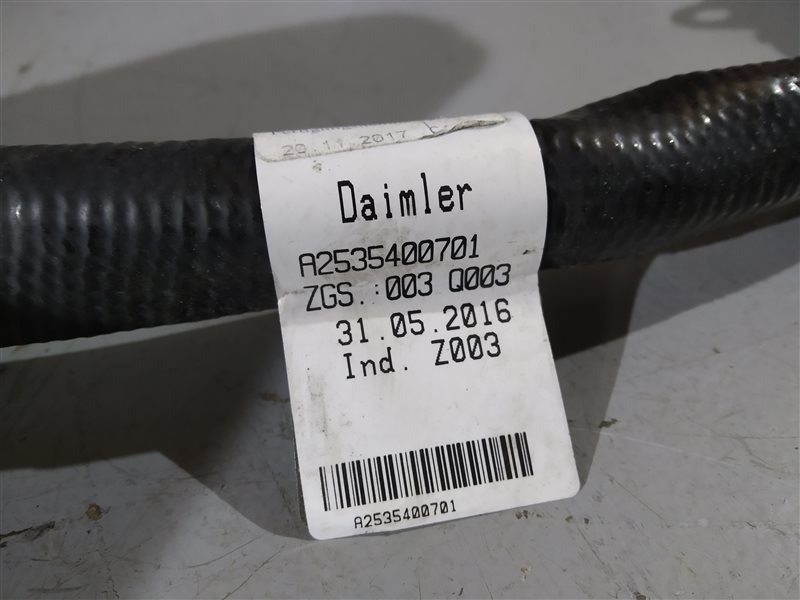 20.11.2017
Daimler
A2535400701
ZGS.:003 Q003
31.05.2016
Ind. Z003
A2535400701